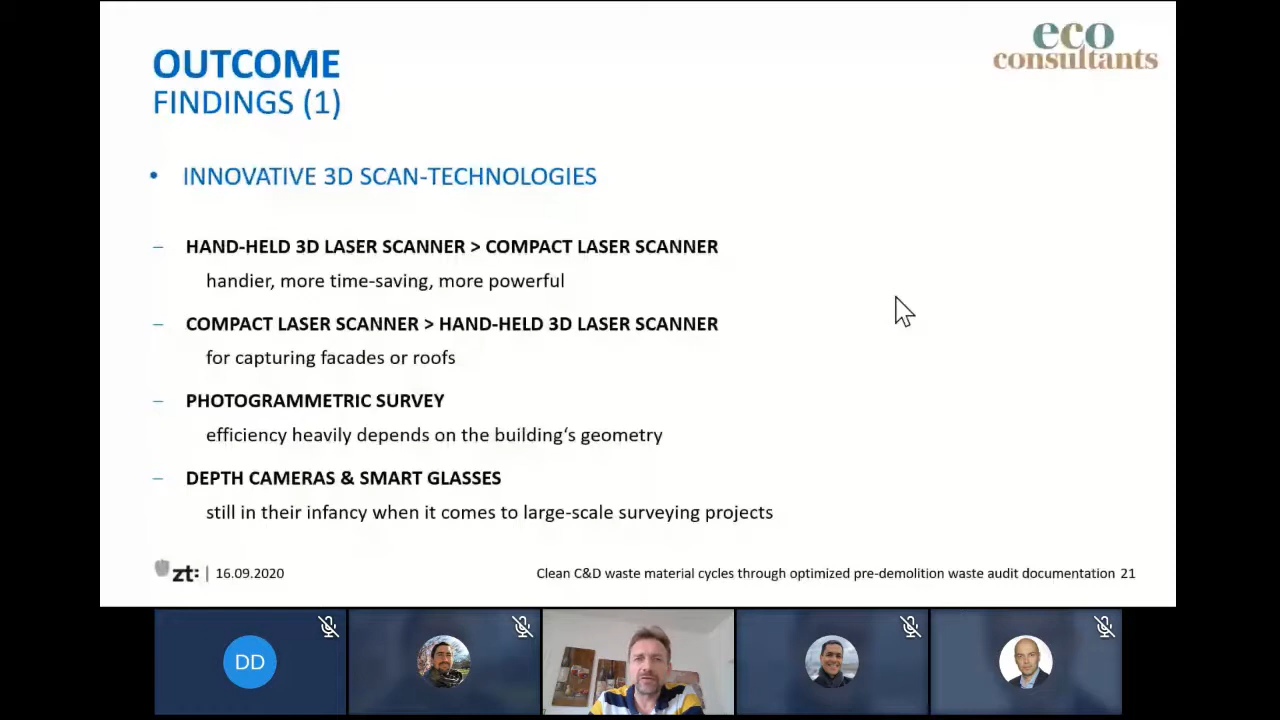 eco
consultants
OUTCOME
FINDINGS (1)
• INNOVATIVE 3D SCAN-TECHNOLOGIES
– HAND-HELD 3D LASER SCANNER > COMPACT LASER SCANNER
handier, more time-saving, more powerful
– COMPACT LASER SCANNER > HAND-HELD 3D LASER SCANNER
for capturing facades or roofs
– PHOTOGRAMMETRIC SURVEY
efficiency heavily depends on the building‘s geometry
– DEPTH CAMERAS & SMART GLASSES
still in their infancy when it comes to large-scale surveying projects
zt: | 16.09.2020 Clean C&D waste material cycles through optimized pre-demolition waste audit documentation 21
DD